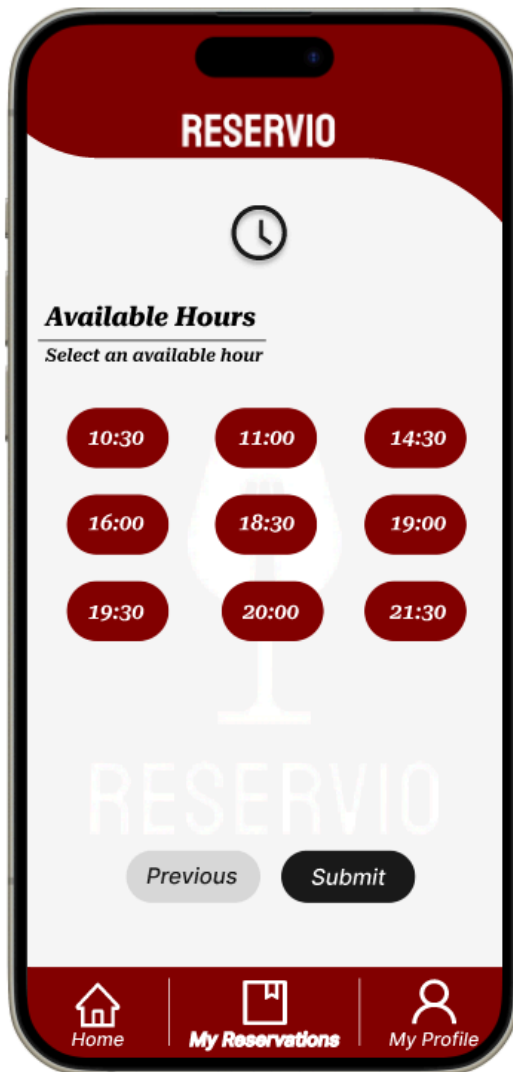 RESERVIO
Available Hours
Select an available hour
10:30 11:00 14:30
16:00 18:30 19:00
19:30 20:00 21:30
RESERVIO
Previous Submit
Home My Reservations My Profile